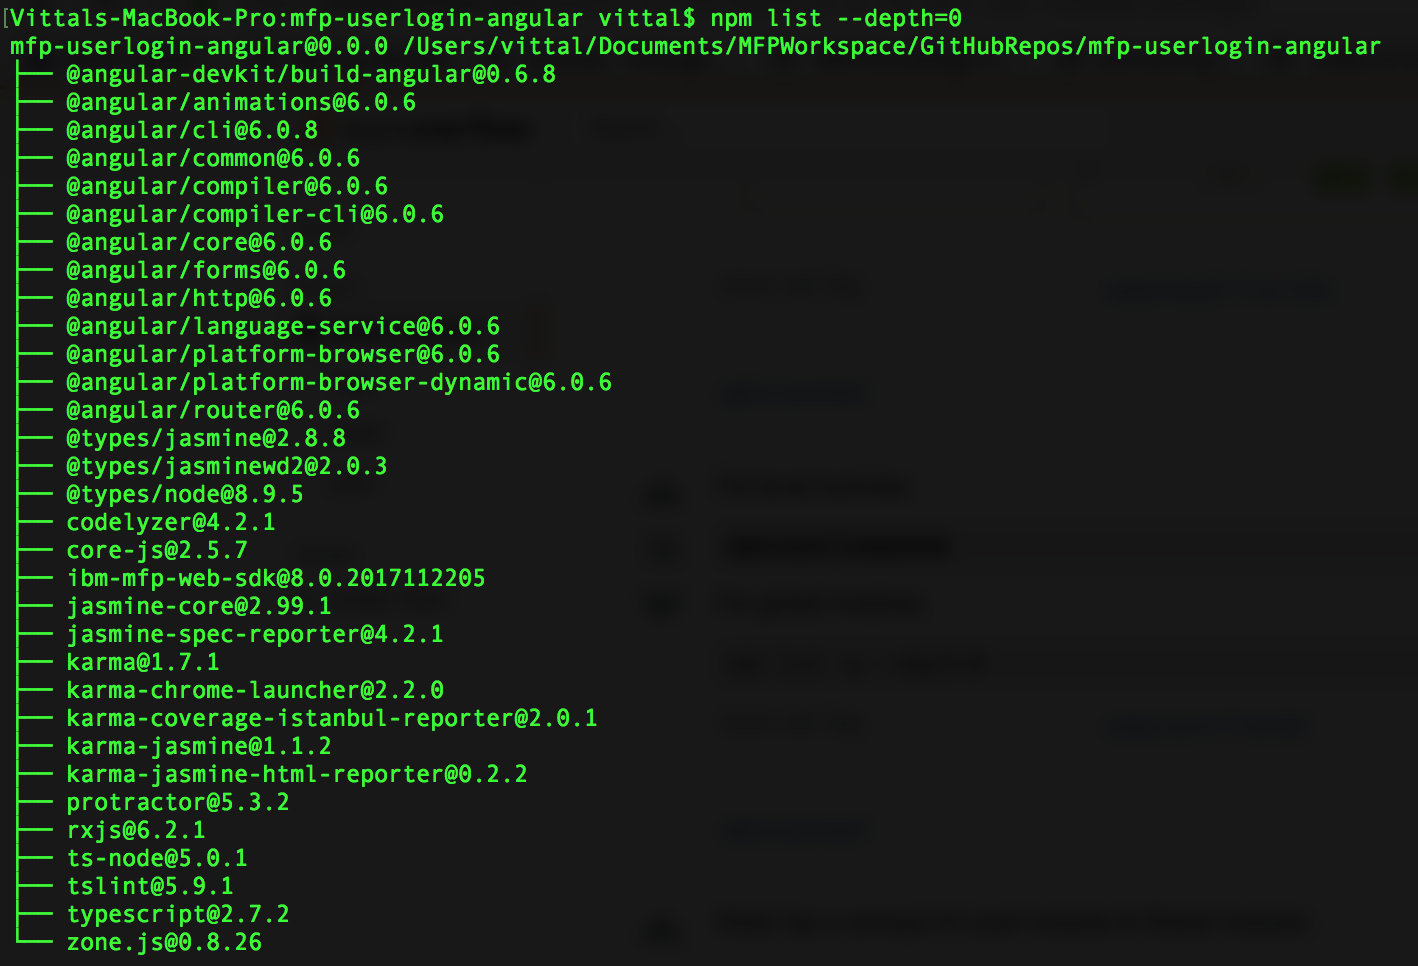 [Vittals-MacBook-Pro:mfp-userlogin-angular vittal$ npm list --depth=0
mfp-userlogin-angular@0.0.0 /Users/vittal/Documents/MFPWorkspace/GitHubRepos/mfp-userlogin-angular
├── @angular-devkit/build-angular@0.6.8
├── @angular/animations@6.0.6
├── @angular/cli@6.0.8
├── @angular/common@6.0.6
├── @angular/compiler@6.0.6
├── @angular/compiler-cli@6.0.6
├── @angular/core@6.0.6
├── @angular/forms@6.0.6
├── @angular/http@6.0.6
├── @angular/language-service@6.0.6
├── @angular/platform-browser@6.0.6
├── @angular/platform-browser-dynamic@6.0.6
├── @angular/router@6.0.6
├── @types/jasmine@2.8.8
├── @types/jasminewd2@2.0.3
├── @types/node@8.9.5
├── codelyzer@4.2.1
├── core-js@2.5.7
├── ibm-mfp-web-sdk@8.0.2017112205
├── jasmine-core@2.99.1
├── jasmine-spec-reporter@4.2.1
├── karma@1.7.1
├── karma-chrome-launcher@2.2.0
├── karma-coverage-istanbul-reporter@2.0.1
├── karma-jasmine@1.1.2
├── karma-jasmine-html-reporter@0.2.2
├── protractor@5.3.2
├── rxjs@6.2.1
├── ts-node@5.0.1
├── tslint@5.9.1
├── typescript@2.7.2
└── zone.js@0.8.26